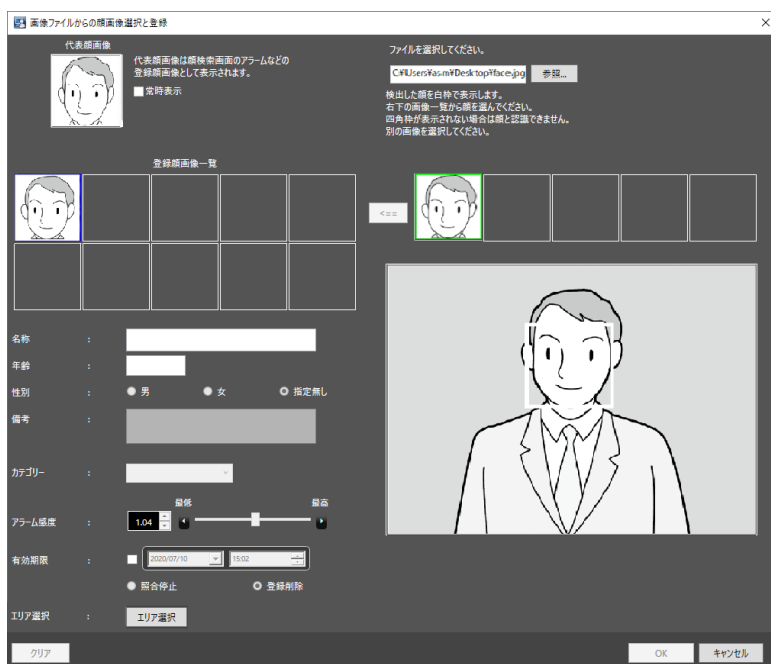 画像ファイルからの顔画像選択と登録
代表顔画像
代表顔画像は顔検索画面のアラームなどの
登録顔画像として表示されます。
常時表示
ファイルを選択してください。
C:¥Users¥asm¥Desktop¥face.jpg
参照...
検出した顔を白枠で表示します。
右下の画像一覧から顔を選んでください。
四角枠が表示されない場合は顔と認識できません。
別の画像を選択してください。
登録顔画像一覧
<==
名称 :
年齢 :
性別 : 男 女 指定無し
備考 :
カテゴリー :
最低 最高
アラーム感度 : 1.04
有効期限 : 2020/07/10 15:02
照合停止 登録削除
エリア選択 : エリア選択
クリア
OK キャンセル